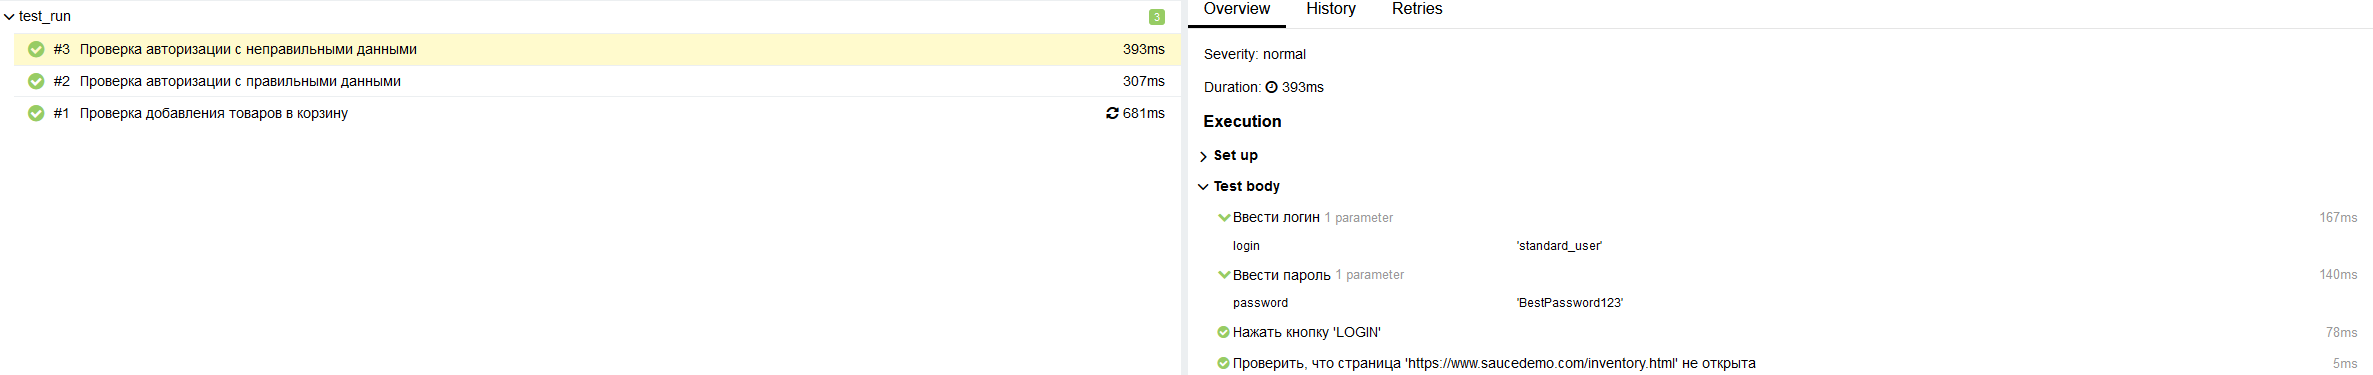 test_run 3
#3 Проверка авторизации с неправильными данными 393ms
#2 Проверка авторизации с правильными данными 307ms
#1 Проверка добавления товаров в корзину 681ms
Overview History Retries
Severity: normal
Duration: 393ms
Execution
Set up
Test body
Ввести логин 1 parameter 167ms
login 'standard_user'
Ввести пароль 1 parameter 140ms
password 'BestPassword123'
Нажать кнопку 'LOGIN' 78ms
Проверить, что страница 'https://www.saucedemo.com/inventory.html' не открыта 5ms